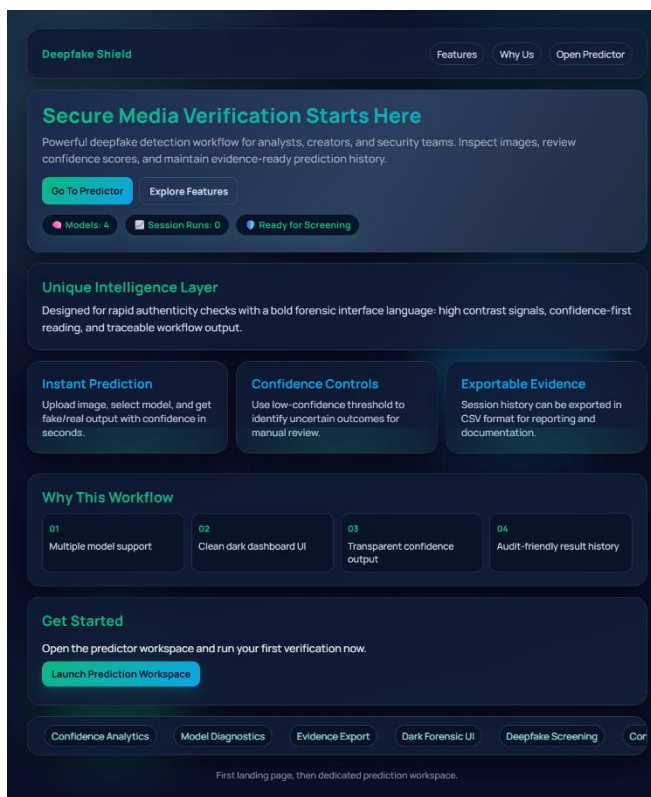 Deepfake Shield
Features
Why Us
Open Predictor
Secure Media Verification Starts Here
Powerful deepfake detection workflow for analysts, creators, and security teams. Inspect images, review
confidence scores, and maintain evidence-ready prediction history.
Go To Predictor
Explore Features
Models: 4
Session Runs: 0
Ready for Screening
Unique Intelligence Layer
Designed for rapid authenticity checks with a bold forensic interface language: high contrast signals, confidence-first
reading, and traceable workflow output.
Instant Prediction
Upload image, select model, and get
fake/real output with confidence in
seconds.
Confidence Controls
Use low-confidence threshold to
identify uncertain outcomes for
manual review.
Exportable Evidence
Session history can be exported in
CSV format for reporting and
documentation.
Why This Workflow
01
Multiple model support
02
Clean dark dashboard UI
03
Transparent confidence
output
04
Audit-friendly result history
Get Started
Open the predictor workspace and run your first verification now.
Launch Prediction Workspace
Confidence Analytics
Model Diagnostics
Evidence Export
Dark Forensic UI
Deepfake Screening
Con
First landing page, then dedicated prediction workspace.